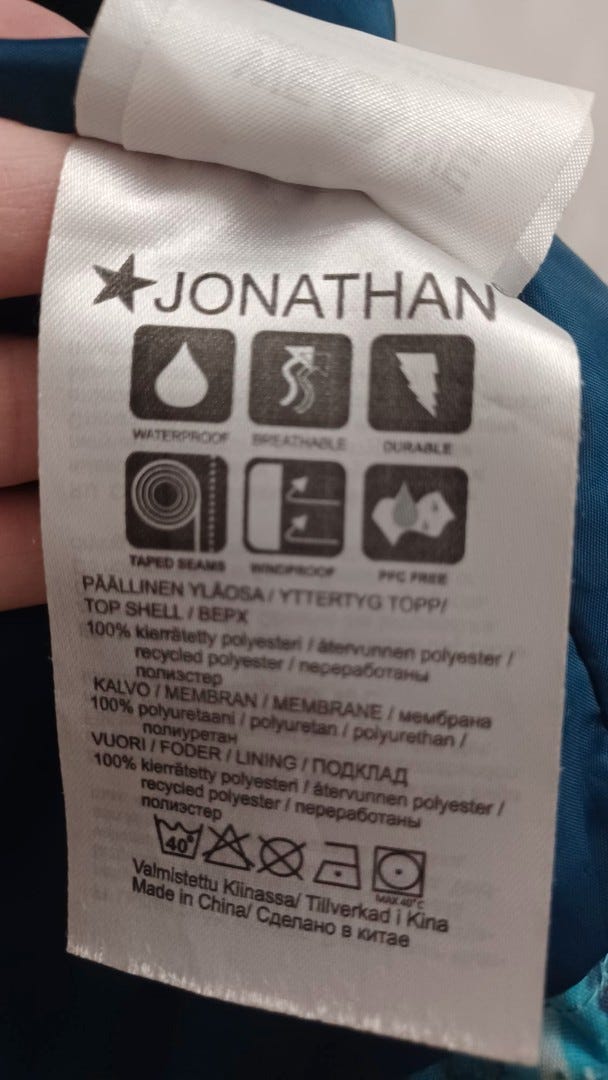 ★JONATHAN
WATERPROOF BREATHABLE DURABLE
TAPED SEAMS WINDPROOF PFC FREE
PÄÄLLINEN YLÄOSA / YTTERTYG TOPP/
TOP SHELL / ВЕРХ
100% kierrätetty polyesteri / återvunnen polyester /
recycled polyester / переработаны
полиэстер
KALVO / MEMBRAN / MEMBRANE / мембрана
100% polyuretaani / polyuretan / polyurethan /
полиуретан
VUORI / FODER / LINING / ПОДКЛАД
100% kierrätetty polyesteri / återvunnen polyester /
recycled polyester / переработаны
полиэстер
40°
MAX 40°C
Valmistettu Kiinassa/ Tillverkad i Kina
Made in China/ Сделано в китае